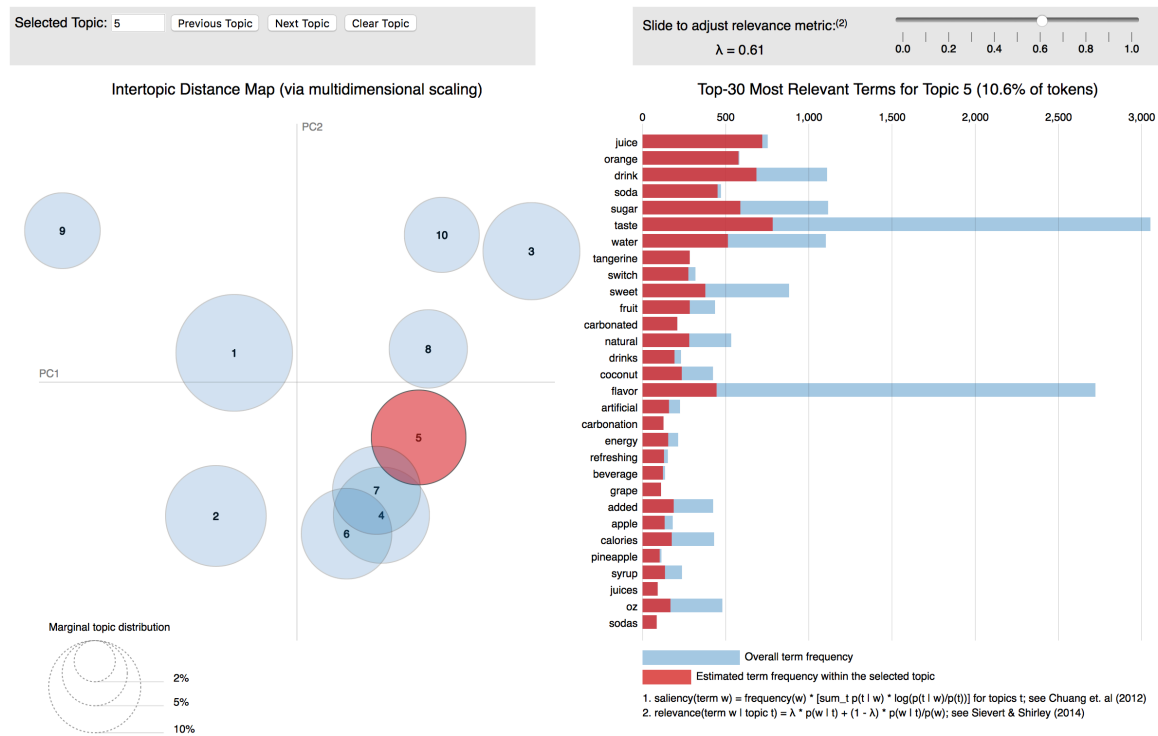 Selected Topic: 5 Previous Topic Next Topic Clear Topic
Slide to adjust relevance metric:(2)
λ = 0.61
0.0 0.2 0.4 0.6 0.8 1.0
Intertopic Distance Map (via multidimensional scaling)
PC2
PC1
9
10
3
1
8
5
7
4
2
6
Marginal topic distribution
2%
5%
10%
Top-30 Most Relevant Terms for Topic 5 (10.6% of tokens)
0 500 1,000 1,500 2,000 2,500 3,000
juice
orange
drink
soda
sugar
taste
water
tangerine
switch
sweet
fruit
carbonated
natural
drinks
coconut
flavor
artificial
carbonation
energy
refreshing
beverage
grape
added
apple
calories
pineapple
syrup
juices
oz
sodas
Overall term frequency
Estimated term frequency within the selected topic
1. saliency(term w) = frequency(w) * [sum_t p(t | w) * log(p(t | w)/p(t))] for topics t; see Chuang et. al (2012)
2. relevance(term w | topic t) = λ * p(w | t) + (1 - λ) * p(w | t)/p(w); see Sievert & Shirley (2014)